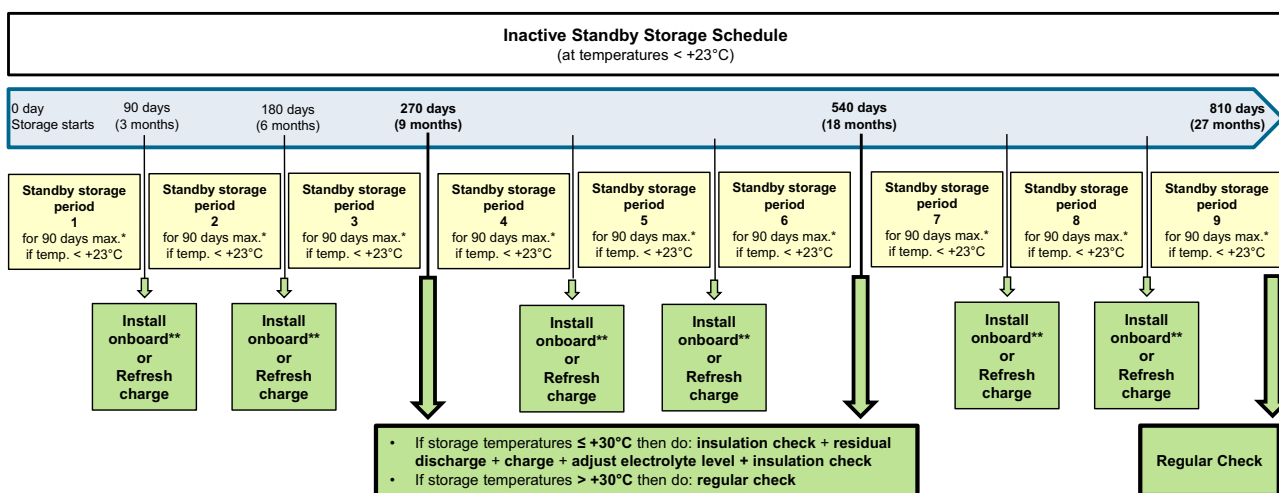 Inactive Standby Storage Schedule
(at temperatures < +23°C)
0 day
Storage starts
90 days
(3 months)
180 days
(6 months)
270 days
(9 months)
540 days
(18 months)
810 days
(27 months)
Standby storage
period
1
for 90 days max.*
if temp. < +23°C
Standby storage
period
2
for 90 days max.*
if temp. < +23°C
Standby storage
period
3
for 90 days max.*
if temp. < +23°C
Standby storage
period
4
for 90 days max.*
if temp. < +23°C
Standby storage
period
5
for 90 days max.*
if temp. < +23°C
Standby storage
period
6
for 90 days max.*
if temp. < +23°C
Standby storage
period
7
for 90 days max.*
if temp. < +23°C
Standby storage
period
8
for 90 days max.*
if temp. < +23°C
Standby storage
period
9
for 90 days max.*
if temp. < +23°C
Install
onboard**
or
Refresh
charge
Install
onboard**
or
Refresh
charge
Install
onboard**
or
Refresh
charge
Install
onboard**
or
Refresh
charge
Install
onboard**
or
Refresh
charge
Install
onboard**
or
Refresh
charge
• If storage temperatures ≤ +30°C then do: insulation check + residual
discharge + charge + adjust electrolyte level + insulation check
• If storage temperatures > +30°C then do: regular check
Regular Check